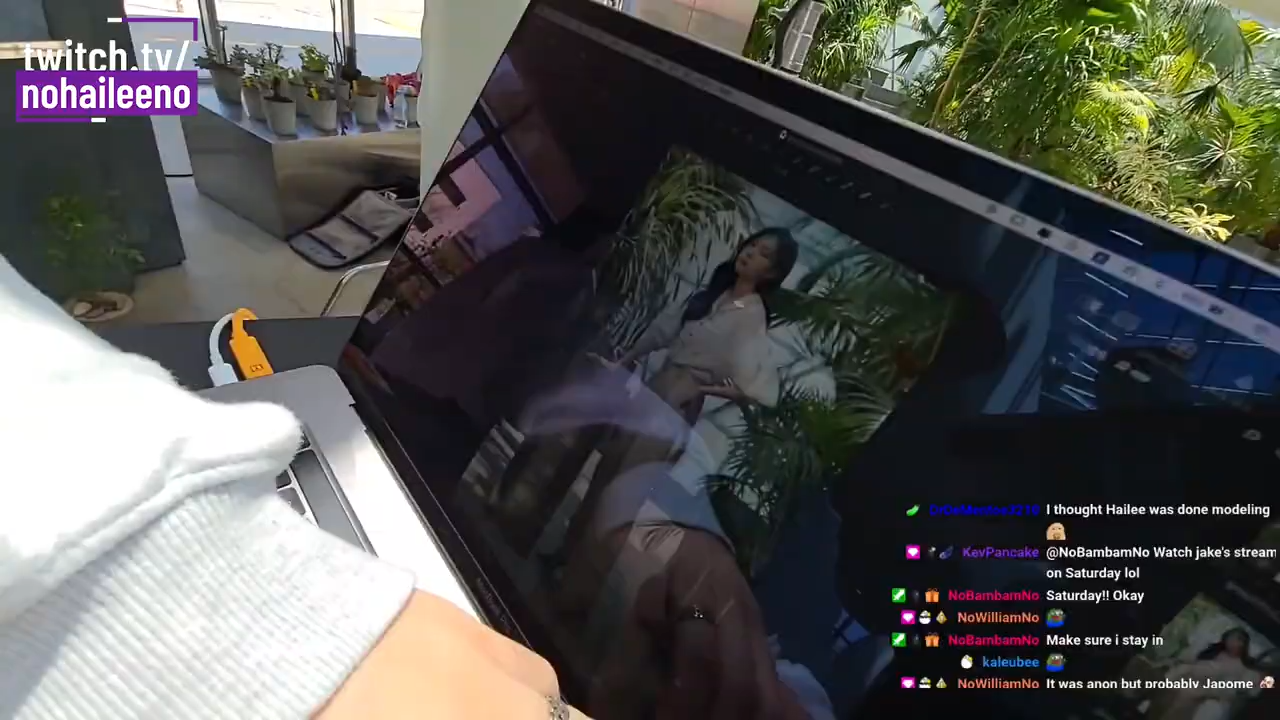 twitch.tv/
nohaileeno
I thought Hailee was done modeling
KevPancake @NoBambamNo Watch jake's stream
on Saturday lol
NoBambamNo Saturday!! Okay
NoWilliamNo
NoBambamNo Make sure i stay in
kaleubee
NoWilliamNo It was anon but probably Japome